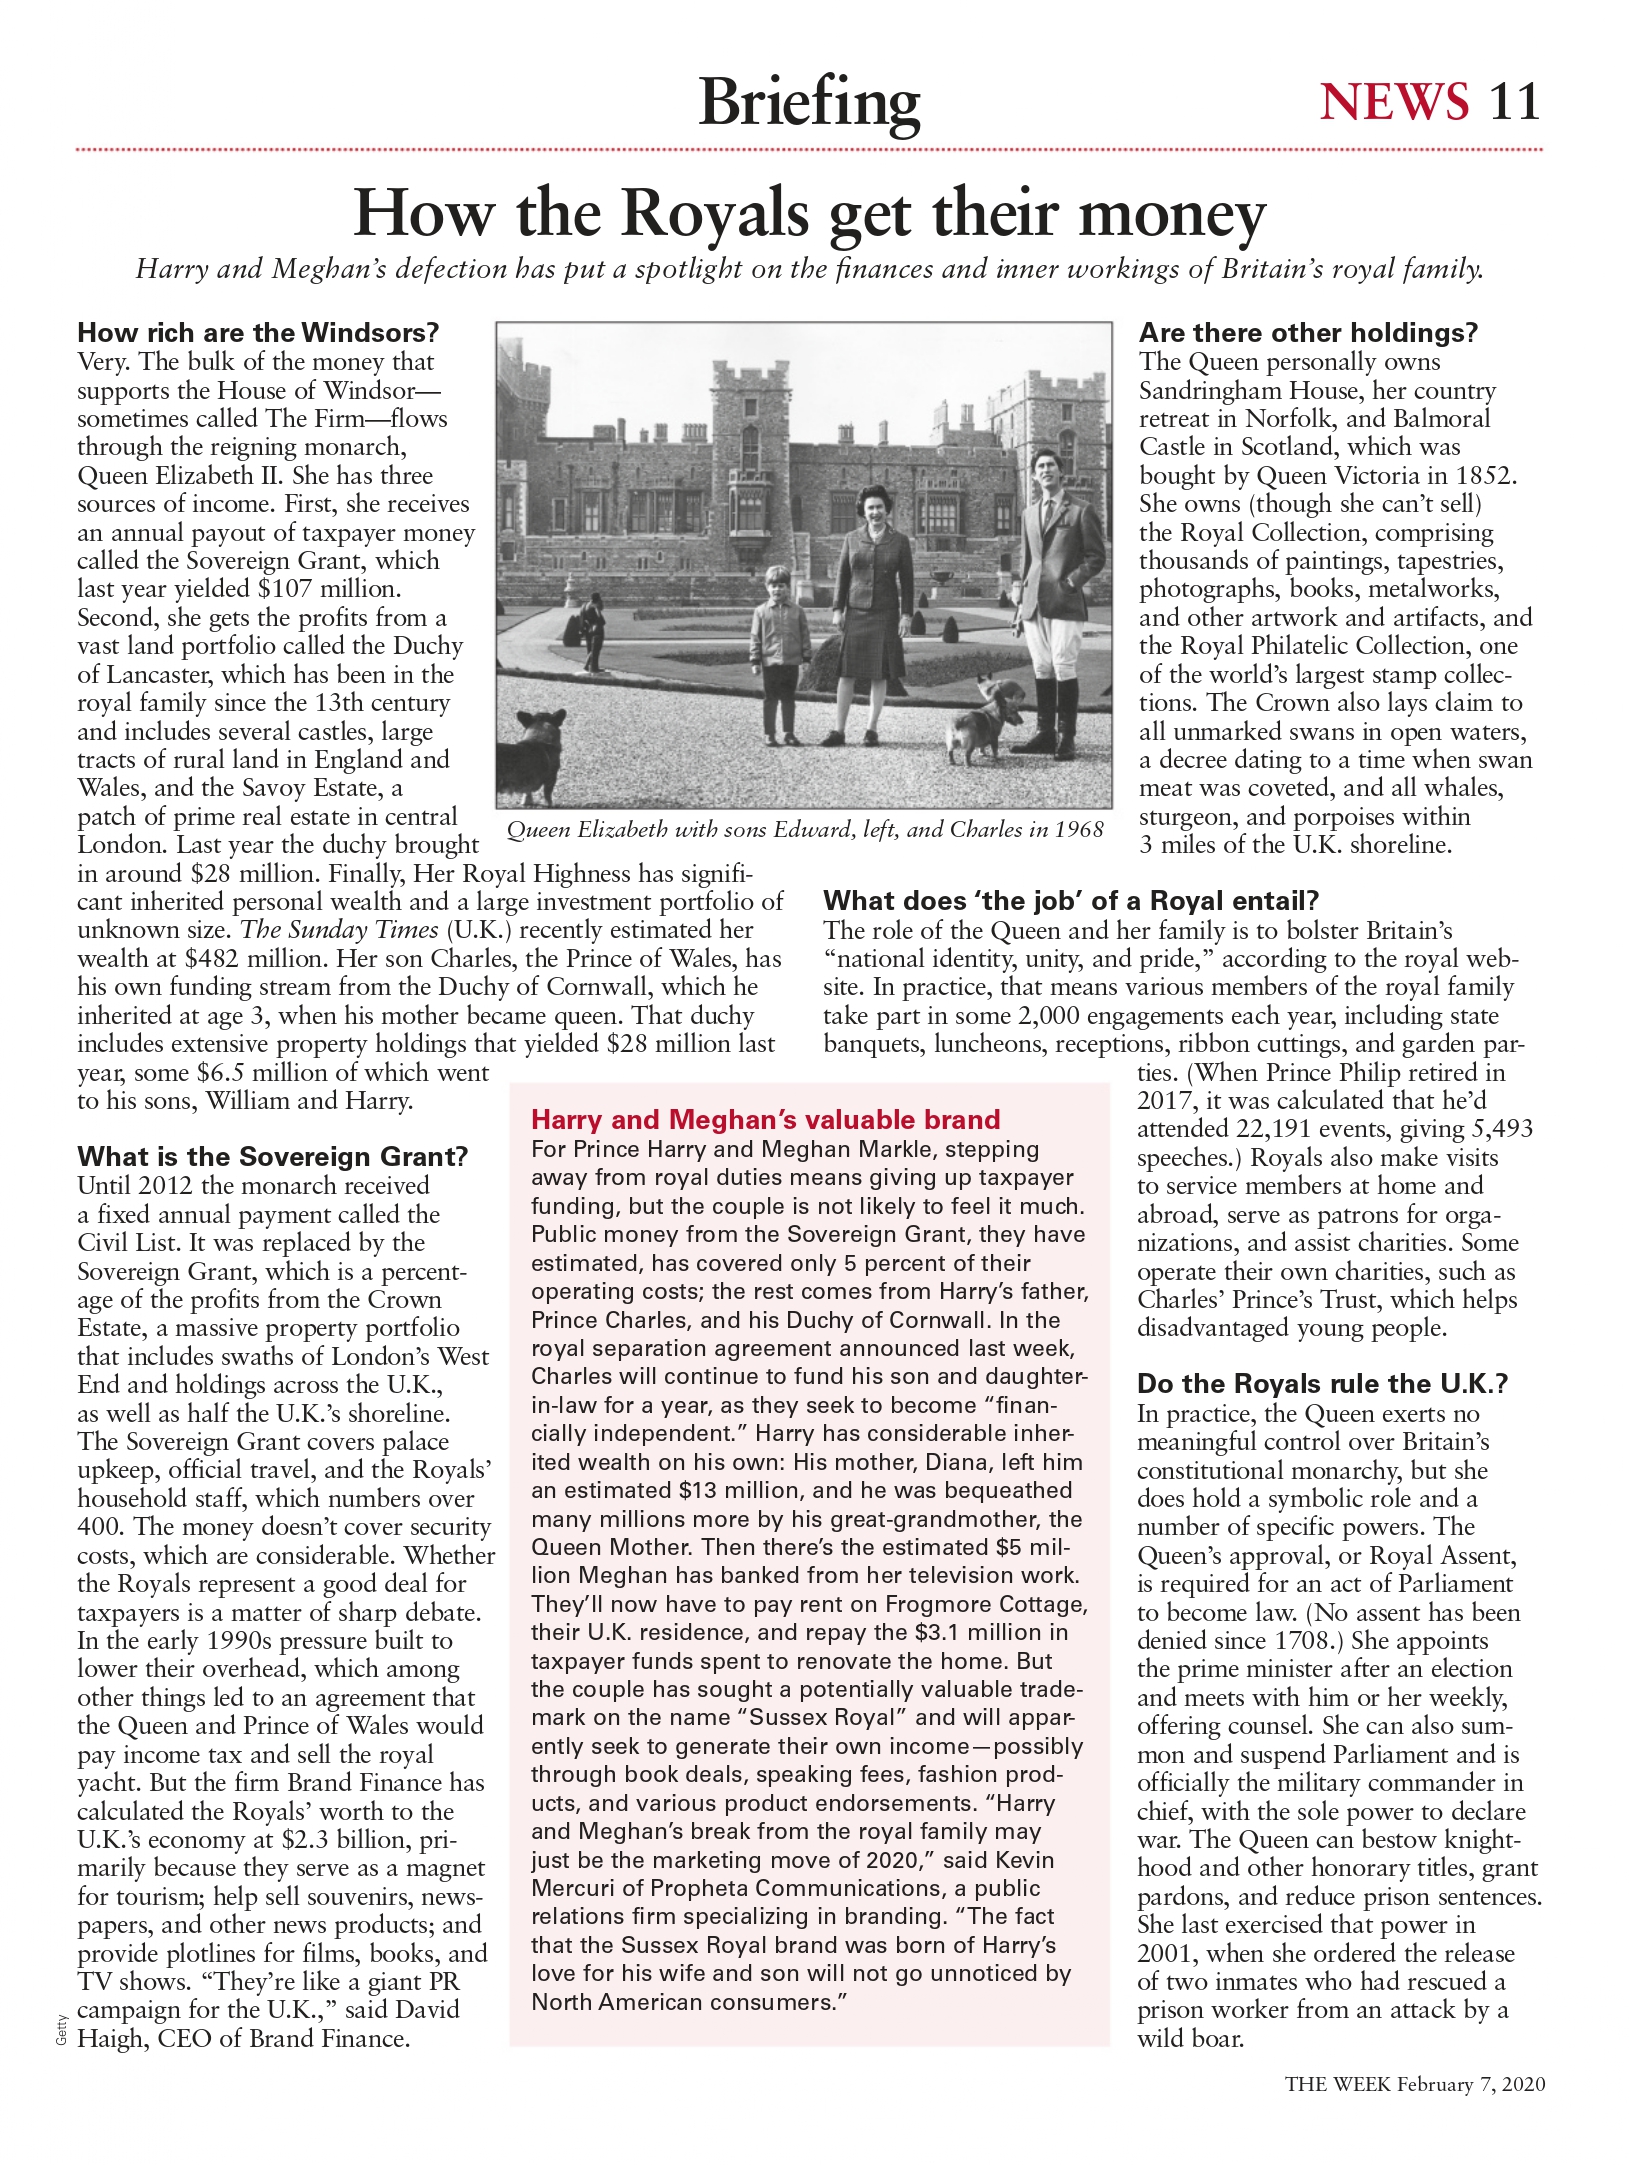 Briefing
NEWS 11
How the Royals get their money
Harry and Meghan's defection has put a spotlight on the finances and inner workings of Britain's royal family.
How rich are the Windsors?
Very. The bulk of the money that
supports the House of Windsor—
sometimes called The Firm—flows
through the reigning monarch,
Queen Elizabeth II. She has three
sources of income. First, she receives
an annual payout of taxpayer money
called the Sovereign Grant, which
last year yielded $107 million.
Second, she gets the profits from a
vast land portfolio called the Duchy
of Lancaster, which has been in the
royal family since the 13th century
and includes several castles, large
tracts of rural land in England and
Wales, and the Savoy Estate, a
patch of prime real estate in central
London. Last year the duchy brought
in around $28 million. Finally, Her Royal Highness has signifi-
cant inherited personal wealth and a large investment portfolio of
unknown size. The Sunday Times (U.K.) recently estimated her
wealth at $482 million. Her son Charles, the Prince of Wales, has
his own funding stream from the Duchy of Cornwall, which he
inherited at age 3, when his mother became queen. That duchy
includes extensive property holdings that yielded $28 million last
year, some $6.5 million of which went
to his sons, William and Harry.
What is the Sovereign Grant?
Until 2012 the monarch received
a fixed annual payment called the
Civil List. It was replaced by the
Sovereign Grant, which is a percent-
age of the profits from the Crown
Estate, a massive property portfolio
that includes swaths of London's West
End and holdings across the U.K.,
as well as half the U.K.'s shoreline.
The Sovereign Grant covers palace
upkeep, official travel, and the Royals'
household staff, which numbers over
400. The money doesn't cover security
costs, which are considerable. Whether
the Royals represent a good deal for
taxpayers is a matter of sharp debate.
In the early 1990s pressure built to
lower their overhead, which among
other things led to an agreement that
the Queen and Prince of Wales would
pay income tax and sell the royal
yacht. But the firm Brand Finance has
calculated the Royals' worth to the
U.K.'s economy at $2.3 billion, pri-
marily because they serve as a magnet
for tourism; help sell souvenirs, news-
papers, and other news products; and
provide plotlines for films, books, and
TV shows. "They're like a giant PR
campaign for the U.K.," said David
Haigh, CEO of Brand Finance.
Getty
Queen Elizabeth with sons Edward, left, and Charles in 1968
Harry and Meghan's valuable brand
For Prince Harry and Meghan Markle, stepping
away from royal duties means giving up taxpayer
funding, but the couple is not likely to feel it much.
Public money from the Sovereign Grant, they have
estimated, has covered only 5 percent of their
operating costs; the rest comes from Harry's father,
Prince Charles, and his Duchy of Cornwall. In the
royal separation agreement announced last week,
Charles will continue to fund his son and daughter-
in-law for a year, as they seek to become "finan-
cially independent." Harry has considerable inher-
ited wealth on his own: His mother, Diana, left him
an estimated $13 million, and he was bequeathed
many millions more by his great-grandmother, the
Queen Mother. Then there's the estimated $5 mil-
lion Meghan has banked from her television work.
They'll now have to pay rent on Frogmore Cottage,
their U.K. residence, and repay the $3.1 million in
taxpayer funds spent to renovate the home. But
the couple has sought a potentially valuable trade-
mark on the name "Sussex Royal" and will appar-
ently seek to generate their own income—possibly
through book deals, speaking fees, fashion prod-
ucts, and various product endorsements. "Harry
and Meghan's break from the royal family may
just be the marketing move of 2020," said Kevin
Mercuri of Propheta Communications, a public
relations firm specializing in branding. "The fact
that the Sussex Royal brand was born of Harry's
love for his wife and son will not go unnoticed by
North American consumers."
Are there other holdings?
The Queen personally owns
Sandringham House, her country
retreat in Norfolk, and Balmoral
Castle in Scotland, which was
bought by Queen Victoria in 1852.
She owns (though she can't sell)
the Royal Collection, comprising
thousands of paintings, tapestries,
photographs, books, metalworks,
and other artwork and artifacts, and
the Royal Philatelic Collection, one
of the world's largest stamp collec-
tions. The Crown also lays claim to
all unmarked swans in open waters,
a decree dating to a time when swan
meat was coveted, and all whales,
sturgeon, and porpoises within
3 miles of the U.K. shoreline.
What does 'the job' of a Royal entail?
The role of the Queen and her family is to bolster Britain's
"national identity, unity, and pride," according to the royal web-
site. In practice, that means various members of the royal family
take part in some 2,000 engagements each year, including state
banquets, luncheons, receptions, ribbon cuttings, and garden par-
ties. (When Prince Philip retired in
2017, it was calculated that he'd
attended 22,191 events, giving 5,493
speeches.) Royals also make visits
to service members at home and
abroad, serve as patrons for orga-
nizations, and assist charities. Some
operate their own charities, such as
Charles' Prince's Trust, which helps
disadvantaged young people.
Do the Royals rule the U.K.?
In practice, the Queen exerts no
meaningful control over Britain's
constitutional monarchy, but she
does hold a symbolic role and a
number of specific powers. The
Queen's approval, or Royal Assent,
is required for an act of Parliament
to become law. (No assent has been
denied since 1708.) She appoints
the prime minister after an election
and meets with him or her weekly,
offering counsel. She can also sum-
mon and suspend Parliament and is
officially the military commander in
chief, with the sole power to declare
war. The Queen can bestow knight-
hood and other honorary titles, grant
pardons, and reduce prison sentences.
She last exercised that power in
2001, when she ordered the release
of two inmates who had rescued a
prison worker from an attack by a
wild boar.
THE WEEK February 7, 2020